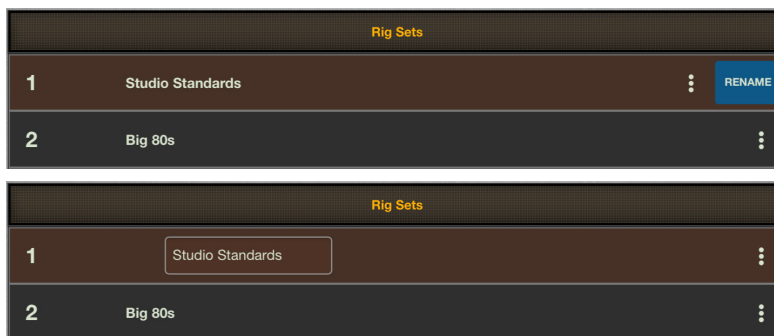 Rig Sets
1 Studio Standards RENAME
2 Big 80s
Rig Sets
1 Studio Standards
2 Big 80s